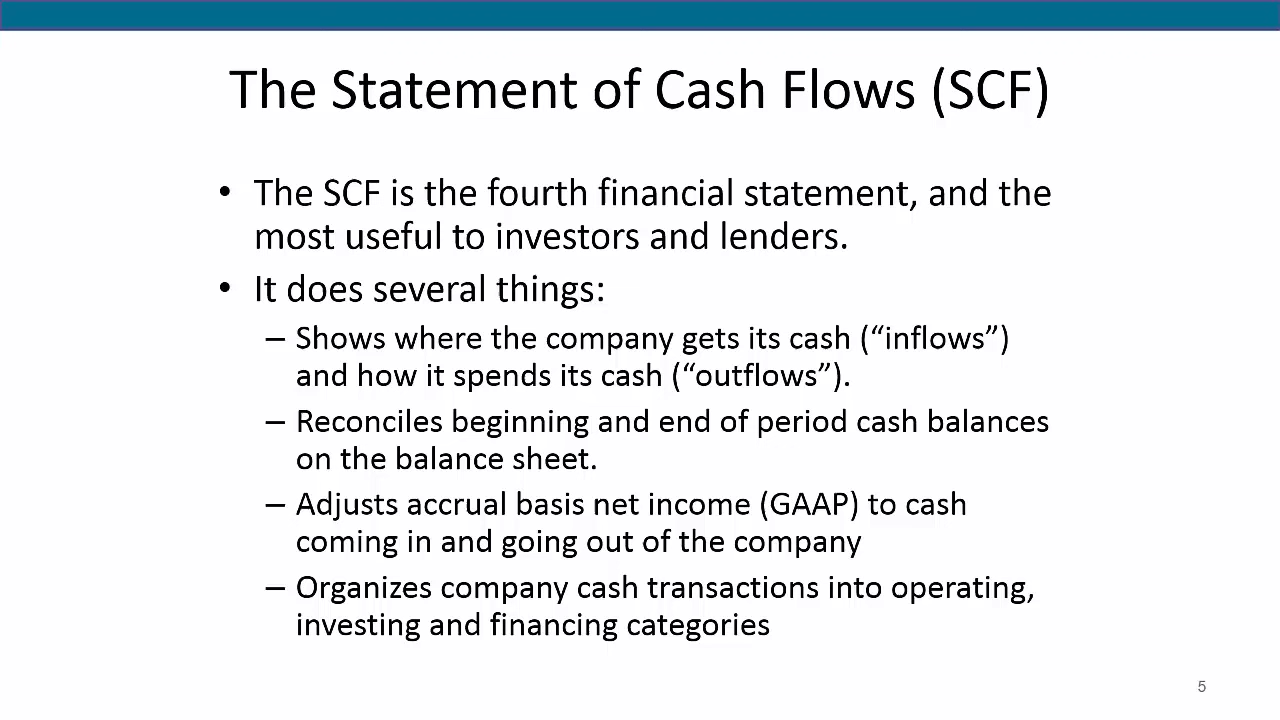 The Statement of Cash Flows (SCF)
• The SCF is the fourth financial statement, and the
most useful to investors and lenders.
• It does several things:
– Shows where the company gets its cash (“inflows”)
and how it spends its cash (“outflows”).
– Reconciles beginning and end of period cash balances
on the balance sheet.
– Adjusts accrual basis net income (GAAP) to cash
coming in and going out of the company
– Organizes company cash transactions into operating,
investing and financing categories
5